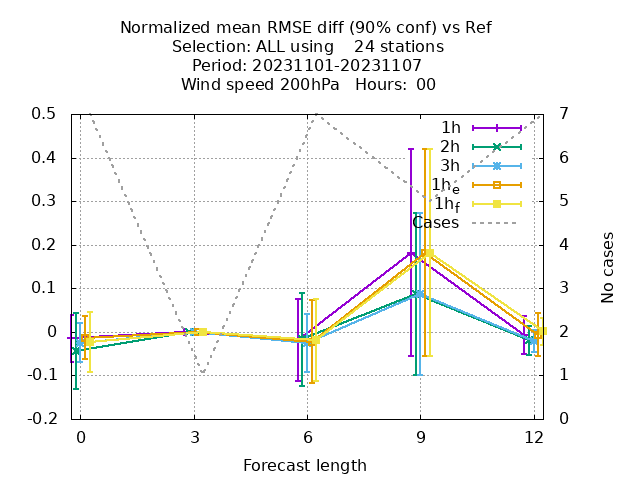 Normalized mean RMSE diff (90% conf) vs Ref
Selection: ALL using    24 stations
Period: 20231101-20231107
Wind speed 200hPa   Hours: 00
0.5
0.4
0.3
0.2
0.1
0
-0.1
-0.2
7
6
5
4
3
2
1
0
1h
2h
3h
1he
1hf
Cases
No cases
0
3
6
9
12
Forecast length